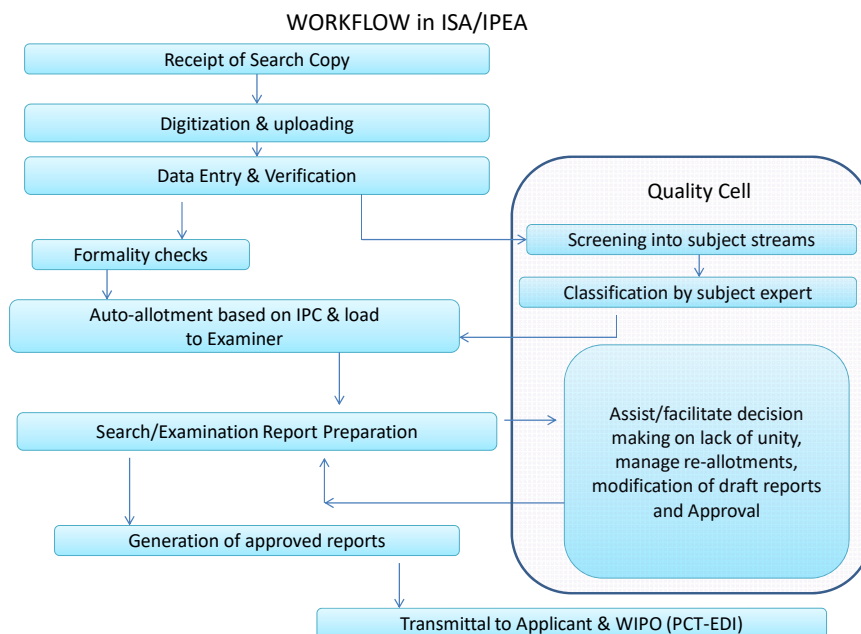 WORKFLOW in ISA/IPEA
Receipt of Search Copy
Digitization & uploading
Data Entry & Verification
Quality Cell
Screening into subject streams
Formality checks
Classification by subject expert
Auto-allotment based on IPC & load
to Examiner
Search/Examination Report Preparation
Assist/facilitate decision
making on lack of unity,
manage re-allotments,
modification of draft reports
and Approval
Generation of approved reports
Transmittal to Applicant & WIPO (PCT-EDI)